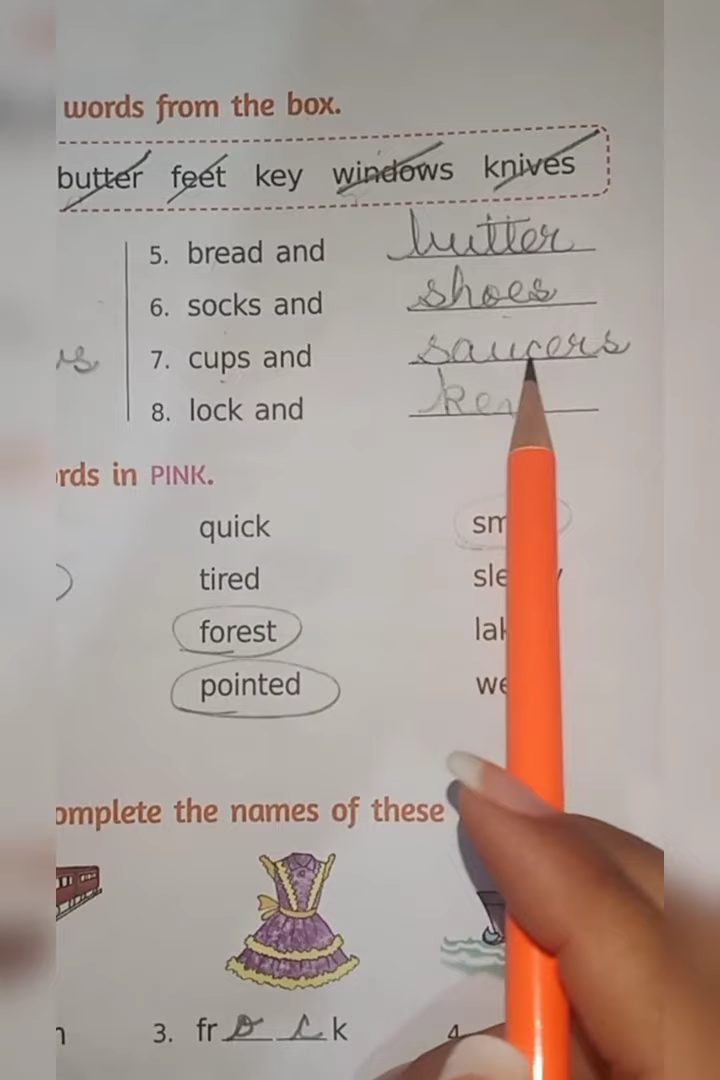 words from the box.
butter feet key windows knives
5. bread and butter
6. socks and shoes
7. cups and saucers
8. lock and
rds in PINK.
quick
tired
forest
pointed
omplete the names of these
3. fr o c k
4.